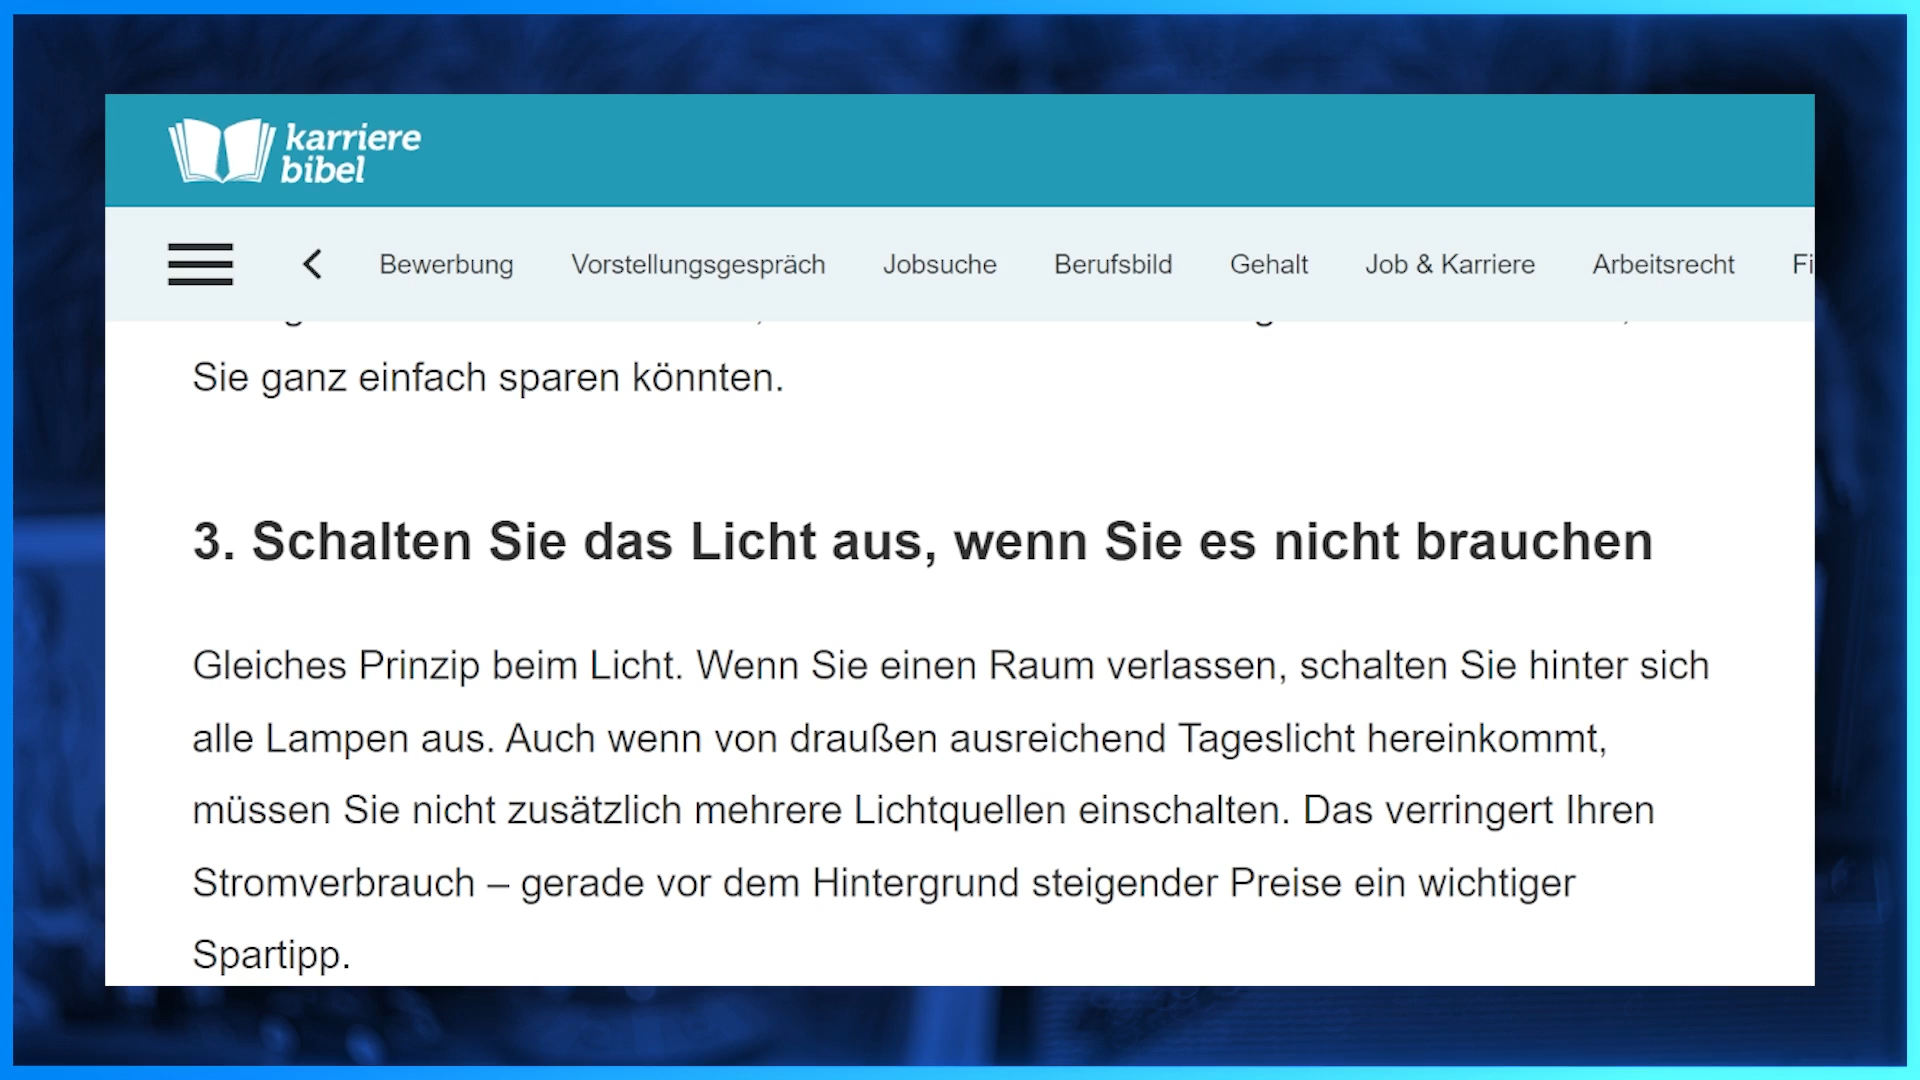 karriere
bibel
Bewerbung Vorstellungsgespräch Jobsuche Berufsbild Gehalt Job & Karriere Arbeitsrecht Fi
Sie ganz einfach sparen könnten.
3. Schalten Sie das Licht aus, wenn Sie es nicht brauchen
Gleiches Prinzip beim Licht. Wenn Sie einen Raum verlassen, schalten Sie hinter sich
alle Lampen aus. Auch wenn von draußen ausreichend Tageslicht hereinkommt,
müssen Sie nicht zusätzlich mehrere Lichtquellen einschalten. Das verringert Ihren
Stromverbrauch – gerade vor dem Hintergrund steigender Preise ein wichtiger
Spartipp.